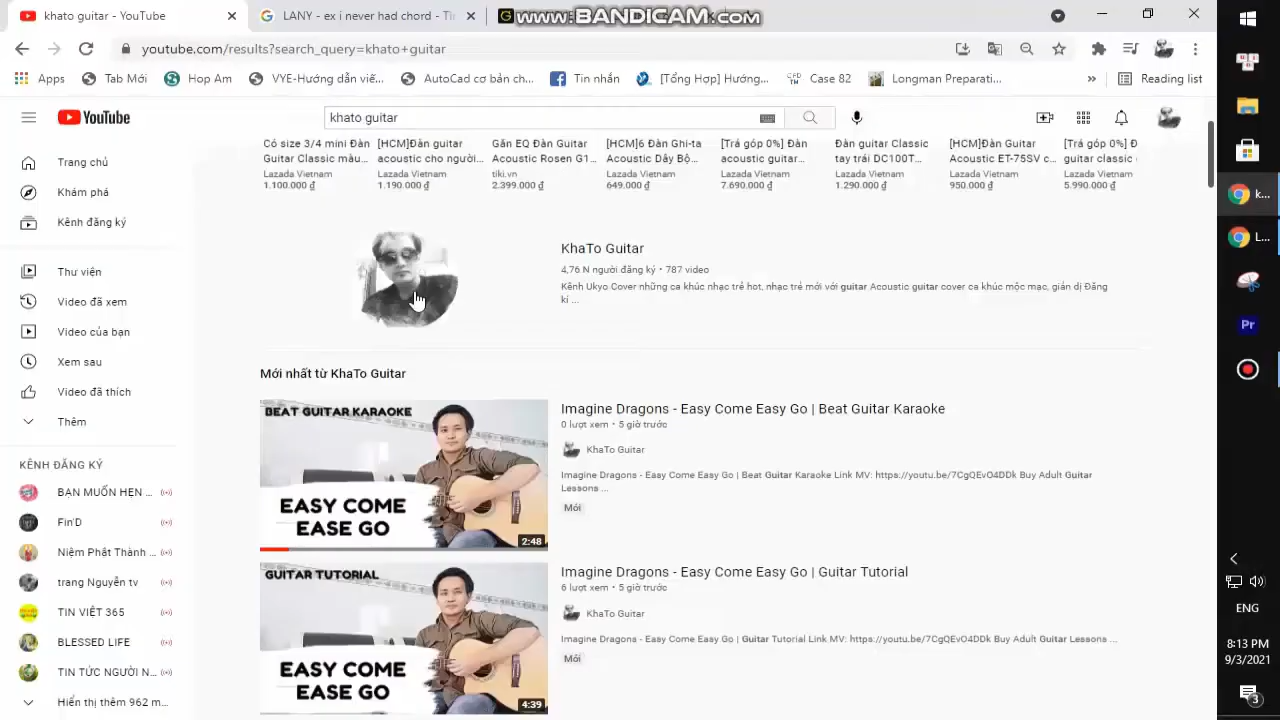 khato guitar - YouTube
LANY - ex i never had chord - Ti
www.BANDICAM.com
youtube.com/results?search_query=khato+guitar
Apps
Tab Mới
Hop Am
VYE-Hướng dẫn viê...
AutoCad cơ bản ch...
Tin nhắn
[Tổng Hợp] Hướng...
Case 82
Longman Preparati...
»
Reading list
YouTube
khato guitar
Có size 3/4 mini Đàn
Guitar Classic màu...
Lazada Vietnam
1.100.000 ₫
[HCM]Đàn guitar
acoustic cho người...
Lazada Vietnam
1.190.000 ₫
Gắn EQ Đàn Guitar
Acoustic Rosen G1...
tiki.vn
2.399.000 ₫
[HCM]6 Đàn Ghi-ta
Acoustic Dây Bộ...
Lazada Vietnam
649.000 ₫
[Trả góp 0%] Đàn
acoustic guitar...
Lazada Vietnam
7.690.000 ₫
Đàn guitar Classic
tay trái DC100T...
Lazada Vietnam
1.290.000 ₫
[HCM]Đàn Guitar
Acoustic ET-75SV c...
Lazada Vietnam
950.000 ₫
[Trả góp 0%] Đàn
guitar classic
Lazada Vietnam
5.990.000 ₫
Trang chủ
Khám phá
Kênh đăng ký
Thư viện
Video đã xem
Video của bạn
Xem sau
Video đã thích
Thêm
KÊNH ĐĂNG KÝ
BẠN MUỐN HẸN ...
Fin'D
Niệm Phật Thành ...
trang Nguyễn tv
TIN VIỆT 365
BLESSED LIFE
TIN TỨC NGƯỜI N...
Hiển thị thêm 962 m...
KhaTo Guitar
4,76 N người đăng ký • 787 video
Kênh Ukyo Cover những ca khúc nhạc trẻ hot, nhạc trẻ mới với guitar Acoustic guitar cover ca khúc mộc mạc, giản dị Đăng
kí ...
Mới nhất từ KhaTo Guitar
BEAT GUITAR KARAOKE
EASY COME
EASE GO
2:48
Imagine Dragons - Easy Come Easy Go | Beat Guitar Karaoke
0 lượt xem • 5 giờ trước
KhaTo Guitar
Imagine Dragons - Easy Come Easy Go | Beat Guitar Karaoke Link MV: https://youtu.be/7CgQEvO4DDk Buy Adult Guitar
Lessons ...
Mới
GUITAR TUTORIAL
EASY COME
EASE GO
4:39
Imagine Dragons - Easy Come Easy Go | Guitar Tutorial
6 lượt xem • 5 giờ trước
KhaTo Guitar
Imagine Dragons - Easy Come Easy Go | Guitar Tutorial Link MV: https://youtu.be/7CgQEvO4DDk Buy Adult Guitar Lessons ...
Mới
k...
L...
Pr
ENG
8:13 PM
9/3/2021
3